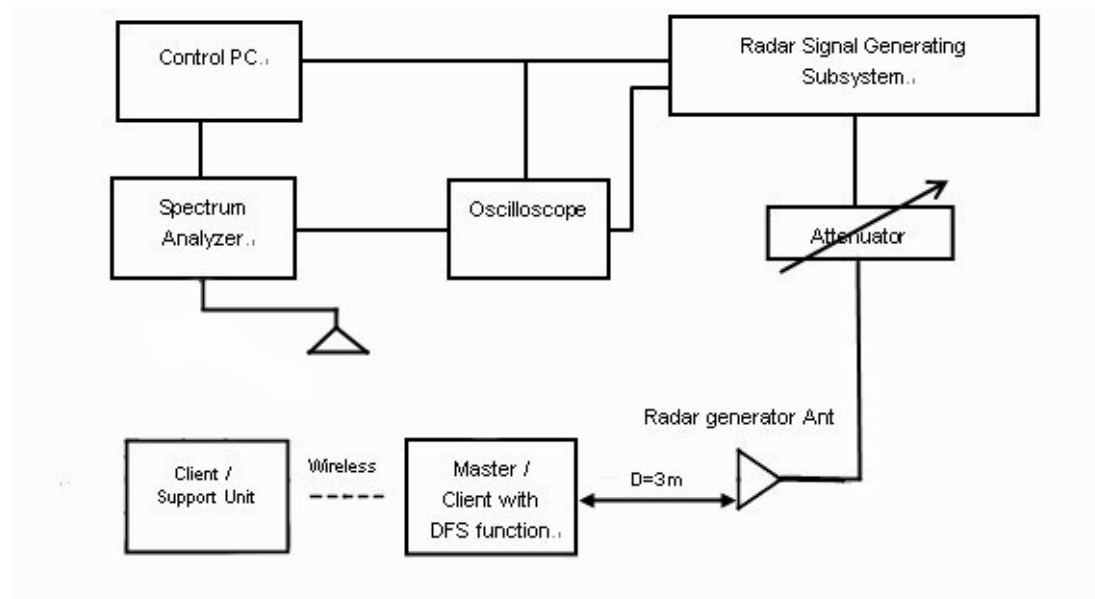 Control PC.
Radar Signal Generating
Subsystem.
Spectrum
Analyzer.
Oscilloscope
Attenuator
Radar generator Ant
Client /
Support Unit
Wireless
Master /
Client with
DFS function.
D=3m